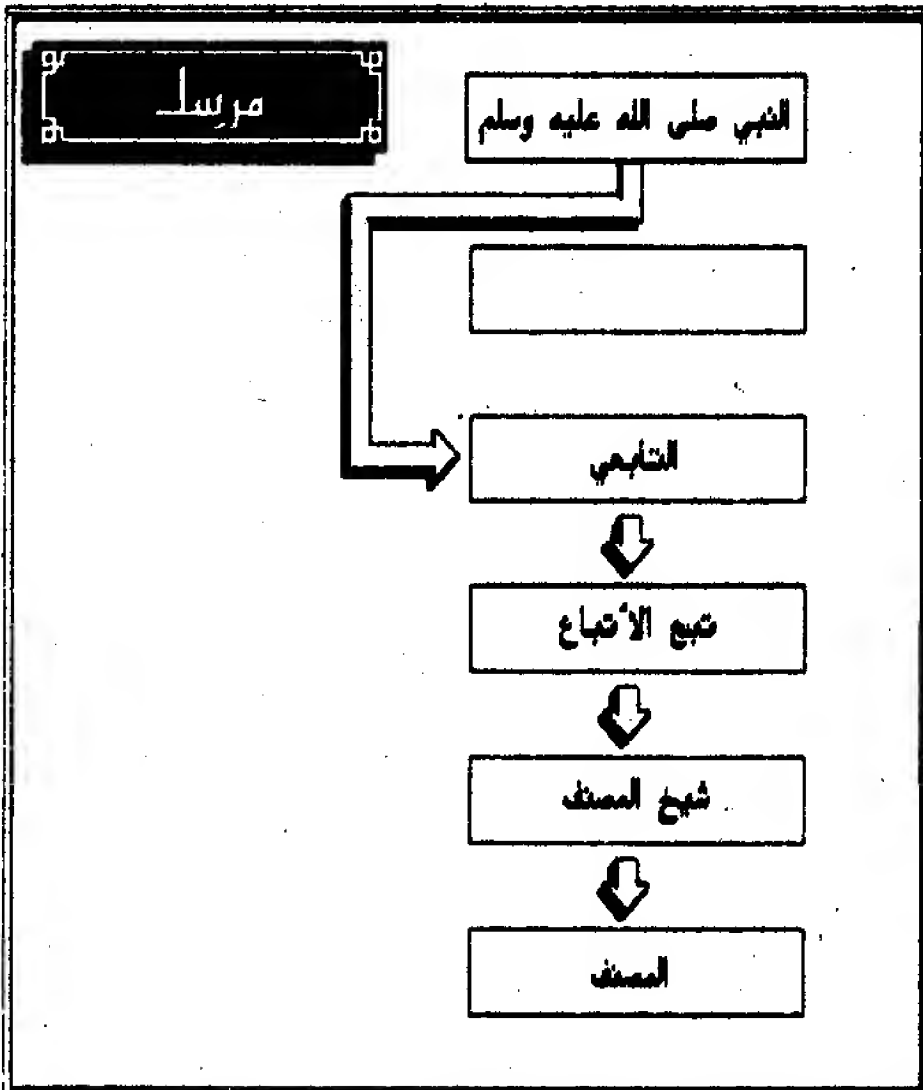 مرسل
النبي صلى الله عليه وسلم
التابعي
تبع الأتباع
شيخ المصنف
المصنف